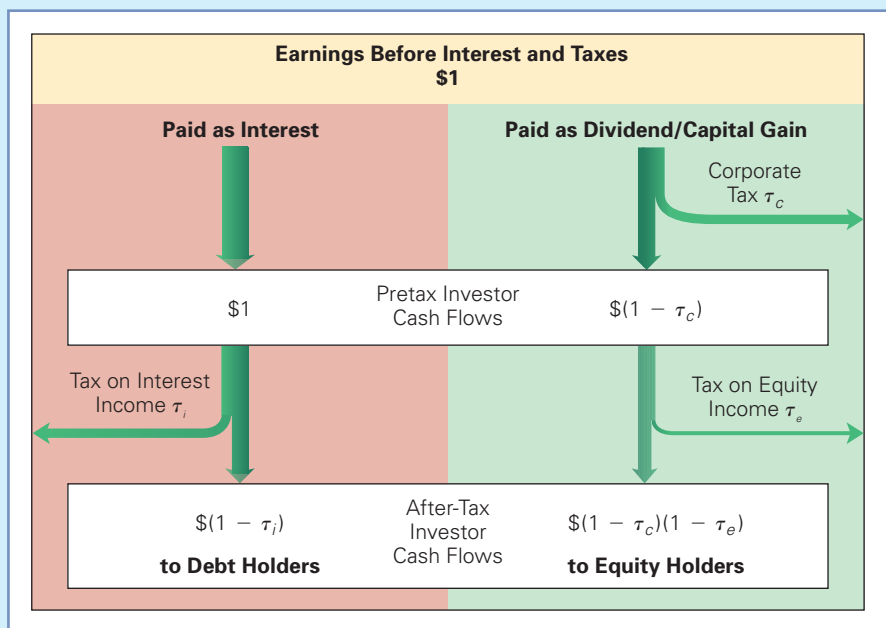 Earnings Before Interest and Taxes
$1
Paid as Interest
Paid as Dividend/Capital Gain
Corporate
Tax τc
$1
Pretax Investor
Cash Flows
$(1 − τc)
Tax on Interest
Income τi
Tax on Equity
Income τe
$(1 − τi)
to Debt Holders
After-Tax
Investor
Cash Flows
$(1 − τc)(1 − τe)
to Equity Holders